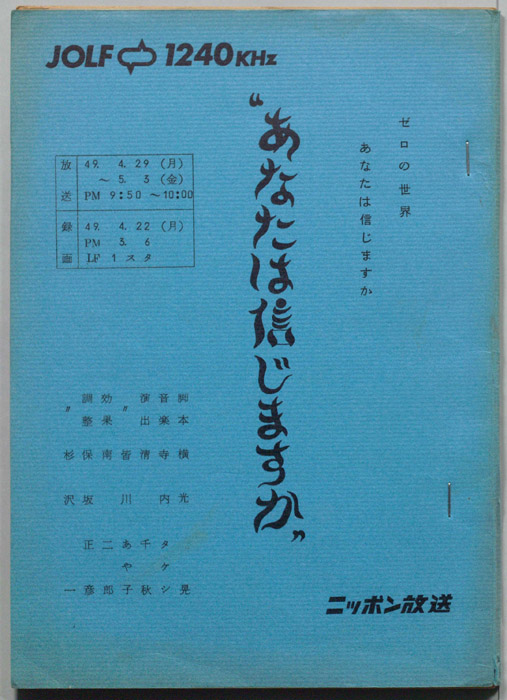 JOLF 1240KHz
ゼロの世界
あなたは信じますか
“あなたは信じますか”
放送 49. 4. 29 (月)
～ 5. 3 (金)
PM 9:50 ～10:00
録画 49. 4. 22 (月)
PM 3. 6
LF 1 スタ
脚本 横光晃
音楽 寺内タケシ
演出 清千秋
〃 皆川あや子
効果 南二郎
調整 保坂正彦
〃 杉沢一
ニッポン放送